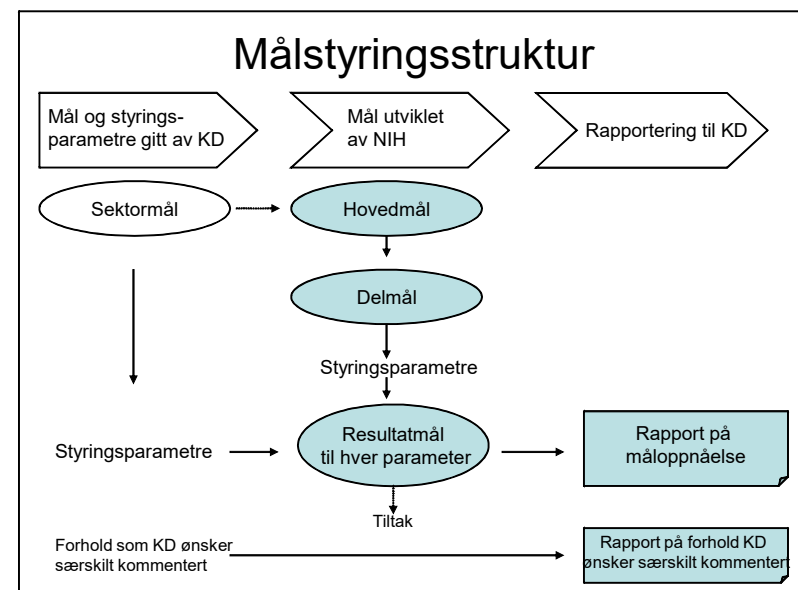 Målstyringsstruktur
Mål og styrings-
parametre gitt av KD
Mål utviklet
av NIH
Rapportering til KD
Sektormål
Hovedmål
Delmål
Styringsparametre
Styringsparametre
Resultatmål
til hver parameter
Rapport på
måloppnåelse
Tiltak
Forhold som KD ønsker
særskilt kommentert
Rapport på forhold KD
ønsker særskilt kommentert